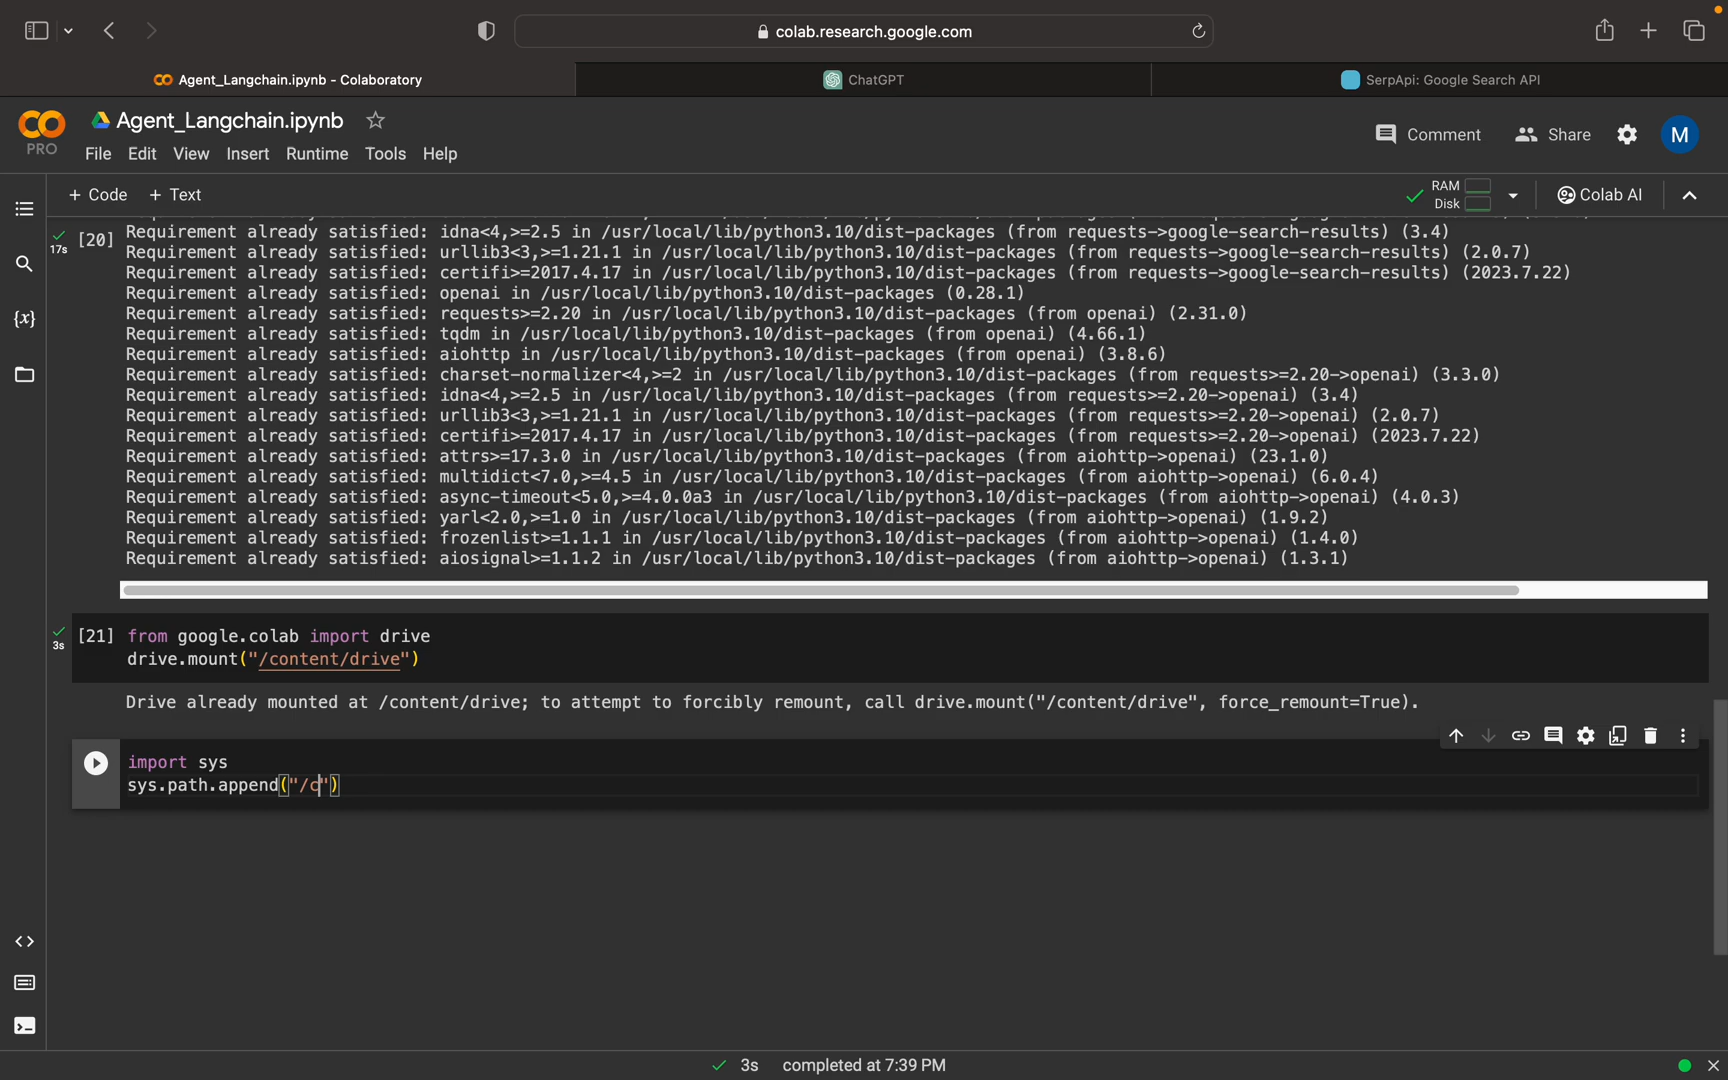 colab.research.google.com
Agent_Langchain.ipynb - Colaboratory
ChatGPT
SerpApi: Google Search API
PRO
Agent_Langchain.ipynb
File Edit View Insert Runtime Tools Help
Comment
Share
M
+ Code + Text
RAM
Disk
Colab AI
17s
[20]
Requirement already satisfied: idna<4,>=2.5 in /usr/local/lib/python3.10/dist-packages (from requests->google-search-results) (3.4)
Requirement already satisfied: urllib3<3,>=1.21.1 in /usr/local/lib/python3.10/dist-packages (from requests->google-search-results) (2.0.7)
Requirement already satisfied: certifi>=2017.4.17 in /usr/local/lib/python3.10/dist-packages (from requests->google-search-results) (2023.7.22)
Requirement already satisfied: openai in /usr/local/lib/python3.10/dist-packages (0.28.1)
Requirement already satisfied: requests>=2.20 in /usr/local/lib/python3.10/dist-packages (from openai) (2.31.0)
Requirement already satisfied: tqdm in /usr/local/lib/python3.10/dist-packages (from openai) (4.66.1)
Requirement already satisfied: aiohttp in /usr/local/lib/python3.10/dist-packages (from openai) (3.8.6)
Requirement already satisfied: charset-normalizer<4,>=2 in /usr/local/lib/python3.10/dist-packages (from requests>=2.20->openai) (3.3.0)
Requirement already satisfied: idna<4,>=2.5 in /usr/local/lib/python3.10/dist-packages (from requests>=2.20->openai) (3.4)
Requirement already satisfied: urllib3<3,>=1.21.1 in /usr/local/lib/python3.10/dist-packages (from requests>=2.20->openai) (2.0.7)
Requirement already satisfied: certifi>=2017.4.17 in /usr/local/lib/python3.10/dist-packages (from requests>=2.20->openai) (2023.7.22)
Requirement already satisfied: attrs>=17.3.0 in /usr/local/lib/python3.10/dist-packages (from aiohttp->openai) (23.1.0)
Requirement already satisfied: multidict<7.0,>=4.5 in /usr/local/lib/python3.10/dist-packages (from aiohttp->openai) (6.0.4)
Requirement already satisfied: async-timeout<5.0,>=4.0.0a3 in /usr/local/lib/python3.10/dist-packages (from aiohttp->openai) (4.0.3)
Requirement already satisfied: yarl<2.0,>=1.0 in /usr/local/lib/python3.10/dist-packages (from aiohttp->openai) (1.9.2)
Requirement already satisfied: frozenlist>=1.1.1 in /usr/local/lib/python3.10/dist-packages (from aiohttp->openai) (1.4.0)
Requirement already satisfied: aiosignal>=1.1.2 in /usr/local/lib/python3.10/dist-packages (from aiohttp->openai) (1.3.1)
3s
[21] from google.colab import drive
drive.mount("/content/drive")
Drive already mounted at /content/drive; to attempt to forcibly remount, call drive.mount("/content/drive", force_remount=True).
import sys
sys.path.append("/c")
3s completed at 7:39 PM